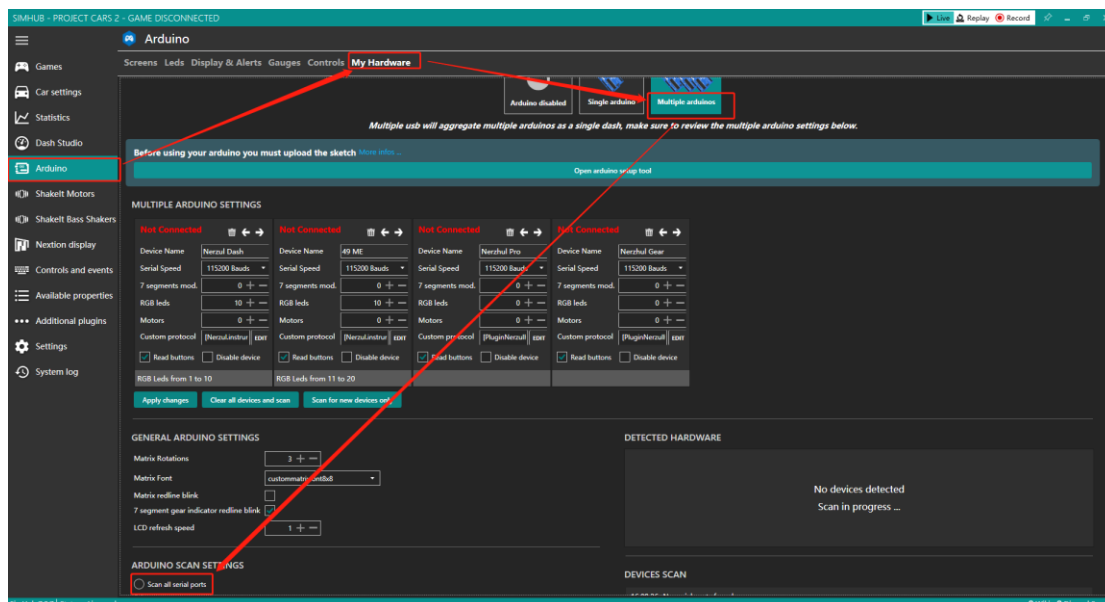 SIMHUB - PROJECT CARS 2 - GAME DISCONNECTED
Live Replay Record
Arduino
Games
Car settings
Statistics
Dash Studio
Arduino
ShakeIt Motors
ShakeIt Bass Shakers
Nextion display
Controls and events
Available properties
Additional plugins
Settings
System log
Screens Leds Display & Alerts Gauges Controls My Hardware
Arduino disabled Single arduino Multiple arduinos
Multiple usb will aggregate multiple arduinos as a single dash, make sure to review the multiple arduino settings below.
Before using your arduino you must upload the sketch More infos ...
Open arduino setup tool
MULTIPLE ARDUINO SETTINGS
Not Connected Not Connected Not Connected Not Connected
Device Name Nerzul Dash Device Name 49 ME Device Name Nerzhul Pro Device Name Nerzhul Gear
Serial Speed 115200 Bauds Serial Speed 115200 Bauds Serial Speed 115200 Bauds Serial Speed 115200 Bauds
7 segments mod. 0 + − 7 segments mod. 0 + − 7 segments mod. 0 + − 7 segments mod. 0 + −
RGB leds 10 + − RGB leds 10 + − RGB leds 0 + − RGB leds 0 + −
Motors 0 + − Motors 0 + − Motors 0 + − Motors 0 + −
Custom protocol [NerzuLinstrur EDIT Custom protocol [NerzuLinstrur EDIT Custom protocol [PluginNerzull EDIT Custom protocol [PluginNerzull EDIT
Read buttons Disable device Read buttons Disable device Read buttons Disable device Read buttons Disable device
RGB Leds from 1 to 10 RGB Leds from 11 to 20
Apply changes Clear all devices and scan Scan for new devices only
GENERAL ARDUINO SETTINGS
Matrix Rotations 3 + −
Matrix Font custommatrixfont8x8
Matrix redline blink
7 segment gear indicator redline blink
LCD refresh speed 1 + −
ARDUINO SCAN SETTINGS
Scan all serial ports
DETECTED HARDWARE
No devices detected
Scan in progress ...
DEVICES SCAN